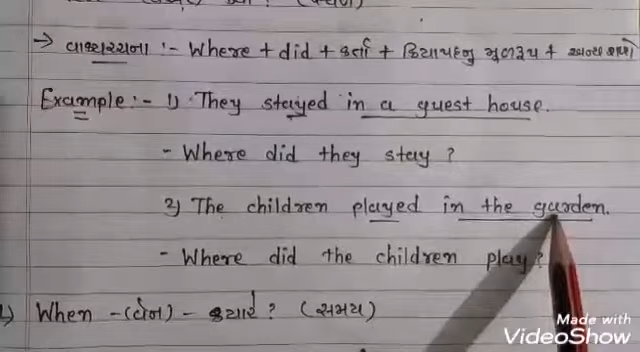 → વાક્યરચના :- Where + did + કર્તા + ક્રિયાપદનું મૂળરૂપ + અન્ય શબ્દો
Example :- 1) They stayed in a guest house.
- Where did they stay ?
2) The children played in the garden.
- Where did the children play ?
When - (વેન) - ક્યારે ? (સમય)
Made with
VideoShow